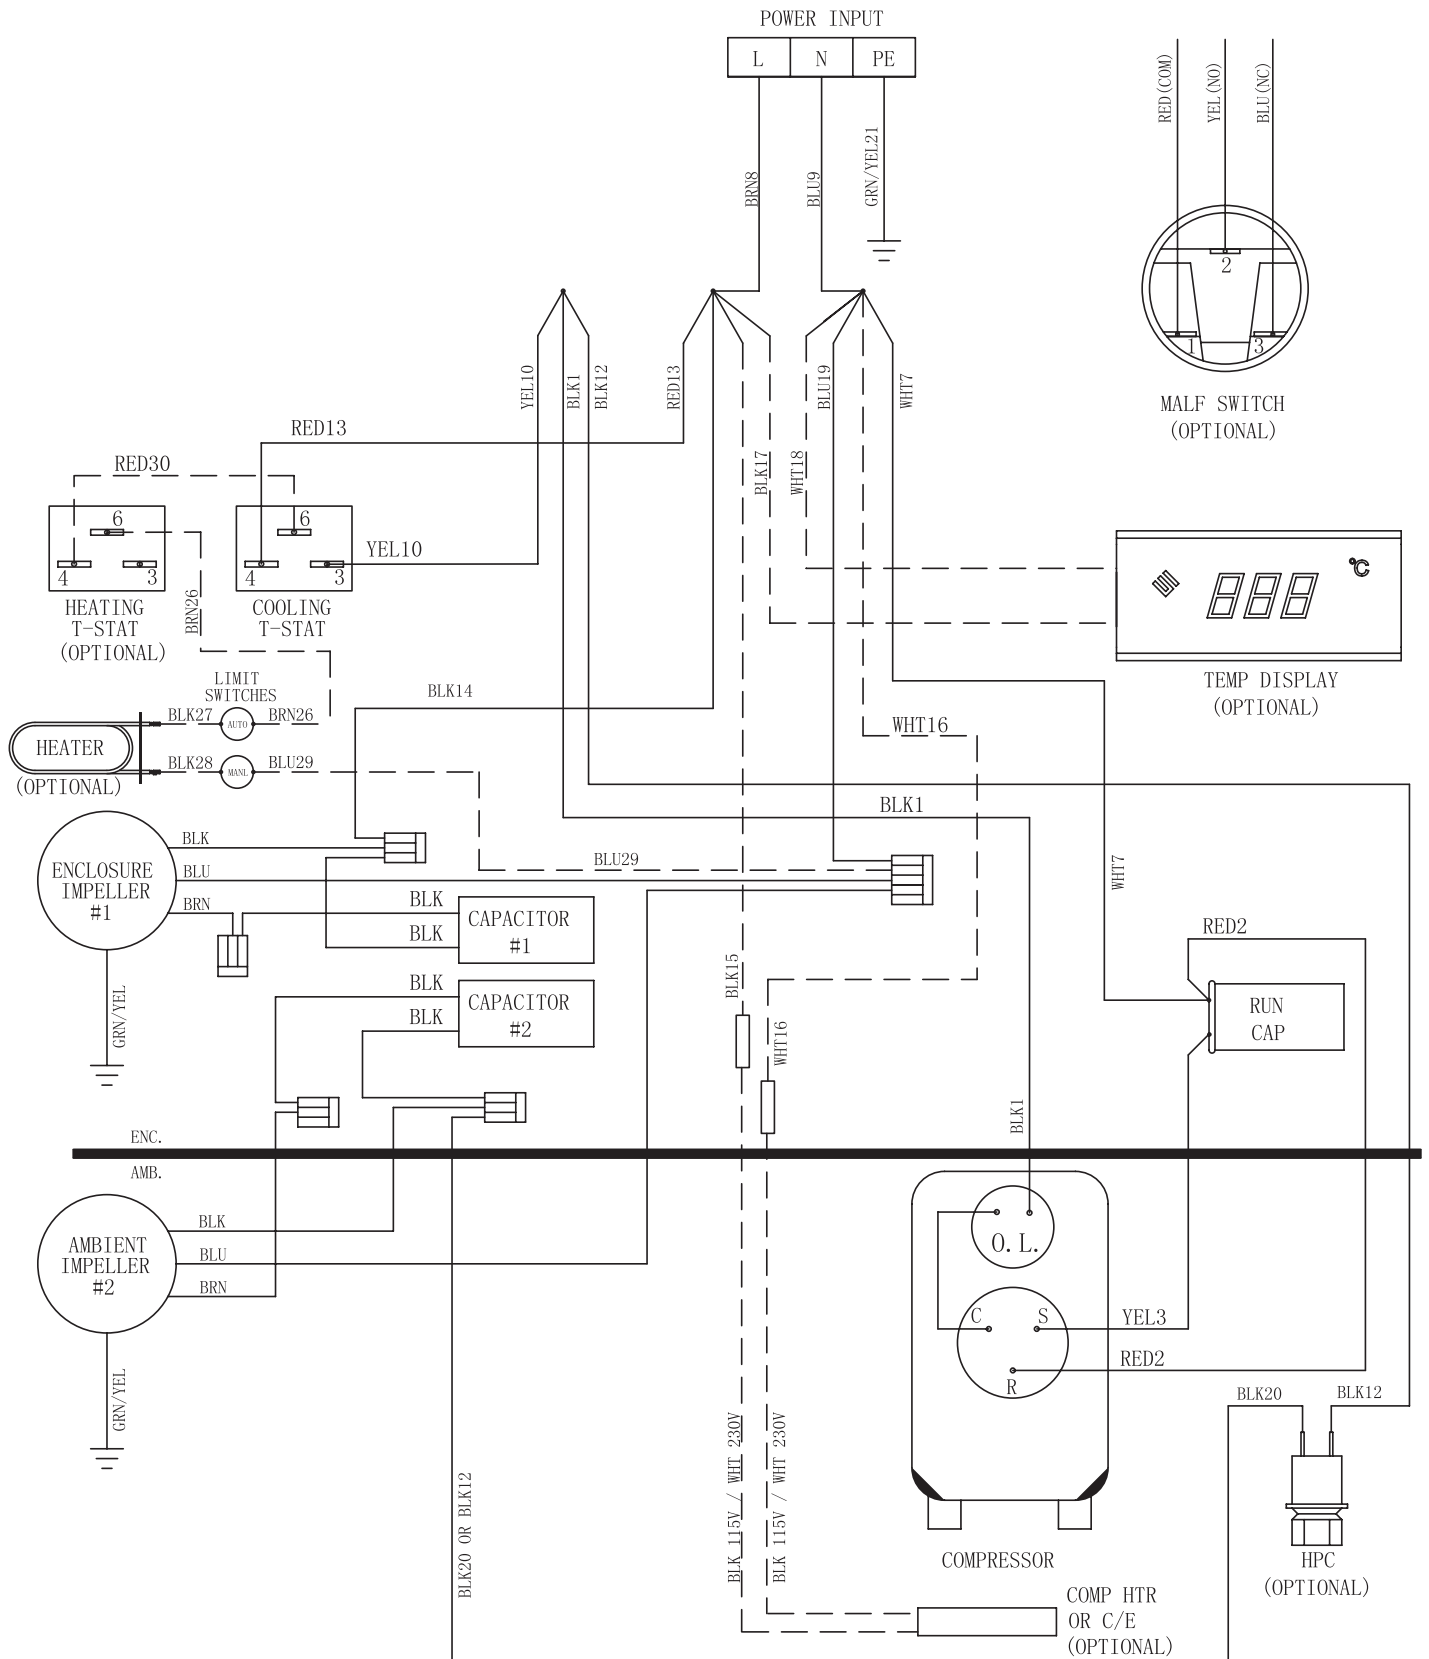 POWER INPUT
L
N
PE
BRN8
BLU9
GRN/YEL21
RED(COM)
YEL(NO)
BLU(NC)
2
1
3
MALF SWITCH
(OPTIONAL)
YEL10
BLK1
BLK12
RED13
BLU19
WHT7
RED13
RED30
BLK17
WHT18
6
4
3
HEATING
T-STAT
(OPTIONAL)
6
4
3
COOLING
T-STAT
YEL10
BRN26
°C
TEMP DISPLAY
(OPTIONAL)
LIMIT
SWITCHES
BLK14
BLK27
AUTO
BRN26
HEATER
(OPTIONAL)
BLK28
MANL
BLU29
WHT16
BLK1
ENCLOSURE
IMPELLER
#1
BLK
BLU
BRN
GRN/YEL
BLU29
BLK
BLK
CAPACITOR
#1
BLK
BLK
CAPACITOR
#2
BLK15
WHT16
WHT7
RED2
RUN
CAP
BLK1
ENC.
AMB.
AMBIENT
IMPELLER
#2
BLK
BLU
BRN
GRN/YEL
O.L.
C
S
R
YEL3
RED2
COMPRESSOR
BLK20
BLK12
HPC
(OPTIONAL)
BLK20 OR BLK12
BLK 115V / WHT 230V
BLK 115V / WHT 230V
COMP HTR
OR C/E
(OPTIONAL)